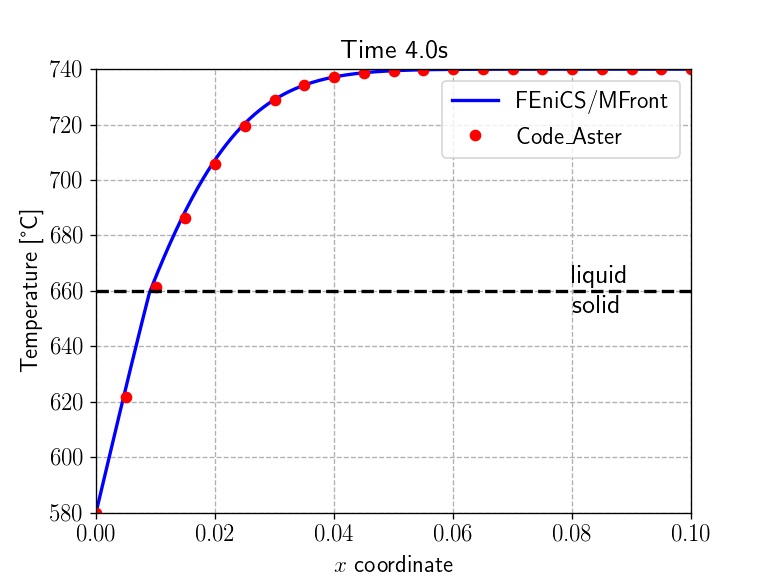 Time 4.0s
740
720
700
680
660
640
620
600
580
Temperature [°C]
FEniCS/MFront
Code_Aster
liquid
solid
0.00 0.02 0.04 0.06 0.08 0.10
x coordinate